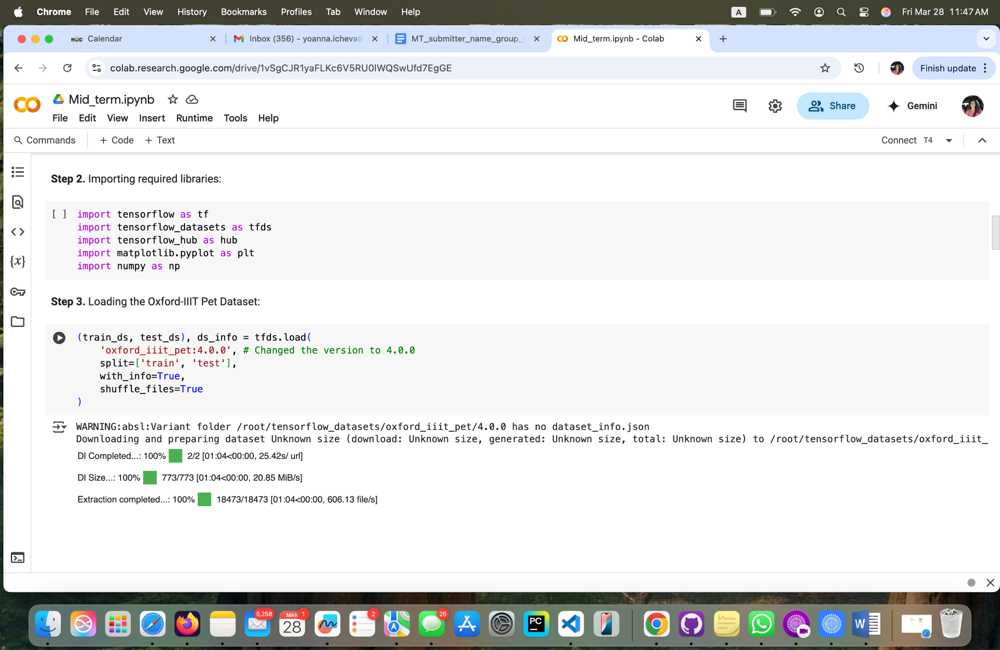 Chrome File Edit View History Bookmarks Profiles Tab Window Help A Fri Mar 28 11:47 AM
HCC Calendar Inbox (356) - yoanna.icheva@ MT_submitter_name_group_ Mid_term.ipynb - Colab
colab.research.google.com/drive/1vSgCJR1yaFLKc6V5RU0IWQSwUfd7EgGE Finish update
CO Mid_term.ipynb
File Edit View Insert Runtime Tools Help
Share Gemini
Commands + Code + Text Connect T4
Step 2. Importing required libraries:
[ ] import tensorflow as tf
import tensorflow_datasets as tfds
import tensorflow_hub as hub
import matplotlib.pyplot as plt
import numpy as np
{x}
Step 3. Loading the Oxford-IIIT Pet Dataset:
(train_ds, test_ds), ds_info = tfds.load(
'oxford_iiit_pet:4.0.0', # Changed the version to 4.0.0
split=['train', 'test'],
with_info=True,
shuffle_files=True
)
WARNING:absl:Variant folder /root/tensorflow_datasets/oxford_iiit_pet/4.0.0 has no dataset_info.json
Downloading and preparing dataset Unknown size (download: Unknown size, generated: Unknown size, total: Unknown size) to /root/tensorflow_datasets/oxford_iiit_
Dl Completed...: 100% 2/2 [01:04<00:00, 25.42s/ url]
Dl Size...: 100% 773/773 [01:04<00:00, 20.85 MiB/s]
Extraction completed...: 100% 18473/18473 [01:04<00:00, 606.13 file/s]
5,258 MAR 28 1 2 25 PC W